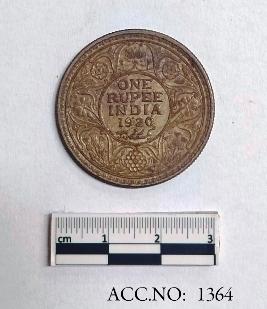 ONE
RUPEE
INDIA
1920
cm 1 2 3
ACC.NO: 1364